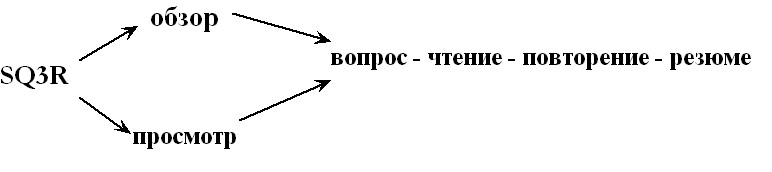 обзор
вопрос - чтение - повторение - резюме
SQ3R
просмотр